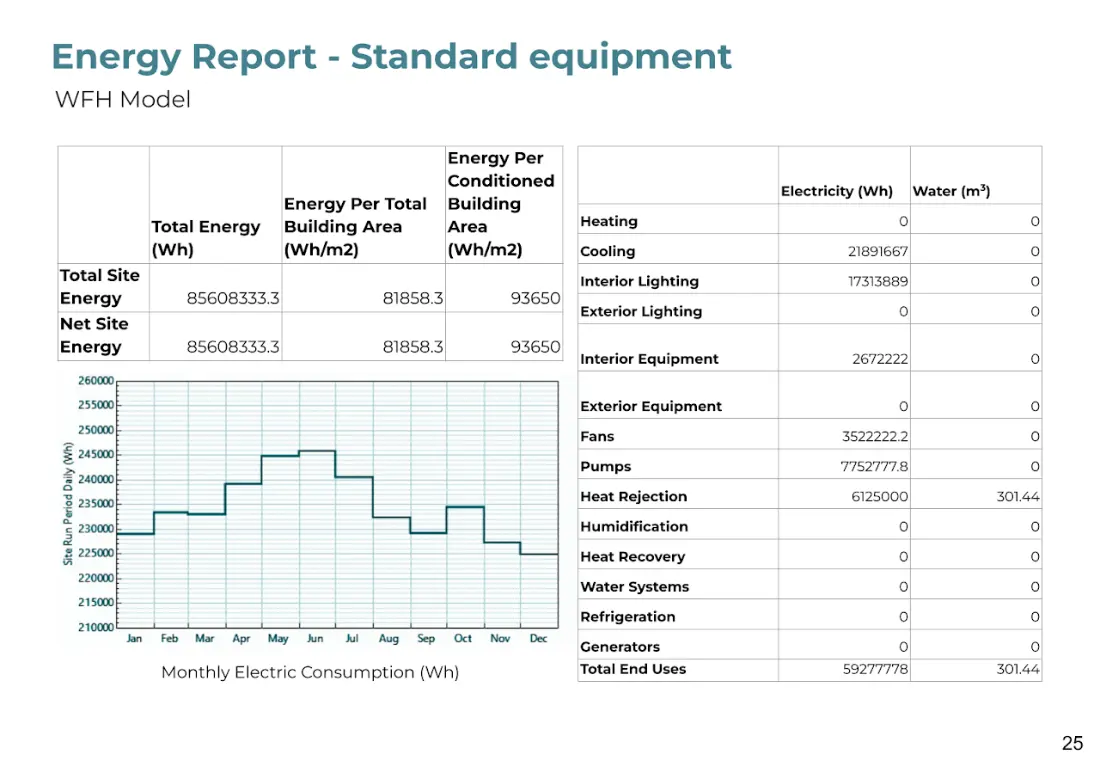 Energy Report - Standard equipment
WFH Model
Total Energy (Wh) Energy Per Total Building Area (Wh/m2) Energy Per Conditioned Building Area (Wh/m2)
Total Site Energy 85608333.3 81858.3 93650
Net Site Energy 85608333.3 81858.3 93650
Site Run Period Daily (Wh)
260000
255000
250000
245000
240000
235000
230000
225000
220000
215000
210000
Jan Feb Mar Apr May Jun Jul Aug Sep Oct Nov Dec
Monthly Electric Consumption (Wh)
Electricity (Wh) Water (m³)
Heating 0 0
Cooling 21891667 0
Interior Lighting 17313889 0
Exterior Lighting 0 0
Interior Equipment 2672222 0
Exterior Equipment 0 0
Fans 3522222.2 0
Pumps 7752777.8 0
Heat Rejection 6125000 301.44
Humidification 0 0
Heat Recovery 0 0
Water Systems 0 0
Refrigeration 0 0
Generators 0 0
Total End Uses 59277778 301.44
25